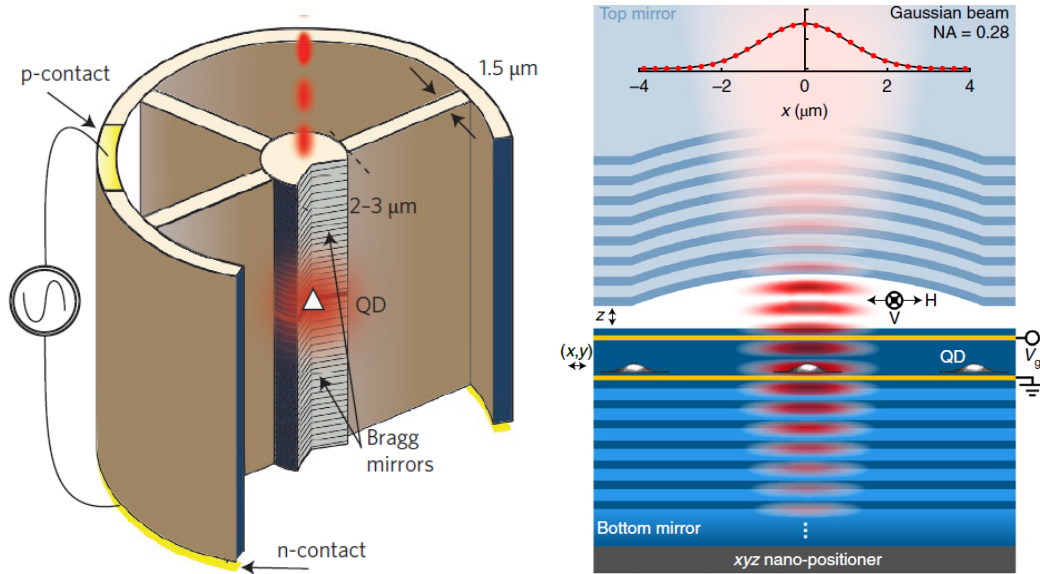 p-contact
1.5 μm
2–3 μm
QD
Bragg
mirrors
n-contact
Top mirror
Gaussian beam
NA = 0.28
–4
–2
0
2
4
x (μm)
z
H
V
(x,y)
QD
Vg
Bottom mirror
xyz nano-positioner